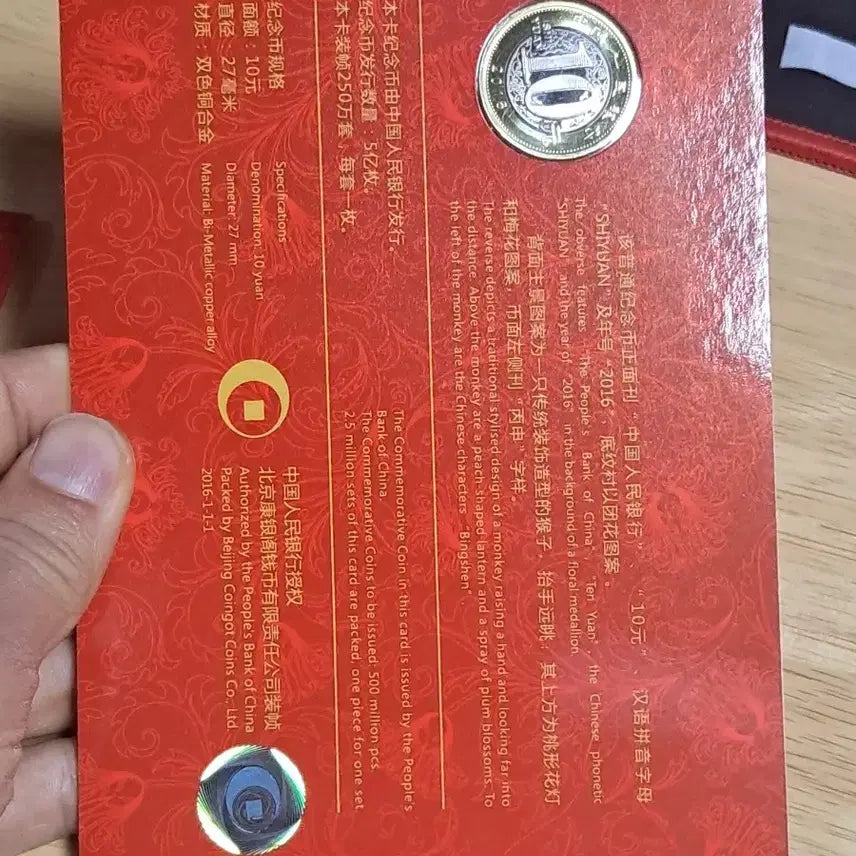 该普通纪念币正面刊“中国人民银行”、“10元”、汉语拼音字母
“SHIYUAN”及年号“2016”，底纹衬以团花图案。
The obverse features "The People's Bank of China", "Ten Yuan", the Chinese phonetic
"SHIYUAN" and the year of "2016" in the background of a floral medallion.
背面主景图案为一只传统装饰造型的猴子，抬手远眺；其上方为桃形花灯
和梅花图案，币面左侧刊“丙申”字样。
The reverse depicts a traditional stylised design of a monkey raising a hand and looking far into
the distance. Above the monkey are a peach-shaped lantern and a spray of plum blossoms. To
the left of the monkey are the Chinese characters "Bingshen".
10
本卡纪念币由中国人民银行发行。
纪念币发行数量：5亿枚。
本卡装帧250万套，每套一枚。
The Commemorative Coin in this card is issued by the People's
Bank of China.
The Commemorative Coins to be issued: 500 million pcs.
2.5 million sets of this card are packed, one piece for one set.
纪念币规格
面额：10元
直径：27毫米
材质：双色铜合金
Specifications
Denomination: 10 yuan
Diameter: 27 mm
Material: Bi-Metallic copper alloy
中国人民银行授权
北京康银阁钱币有限责任公司装帧
Authorized by the People's Bank of China
Packed by Beijing Coingot Coins Co., Ltd
2016-1-1